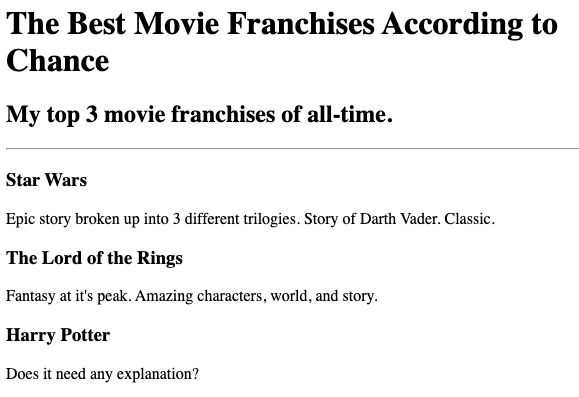 The Best Movie Franchises According to
Chance
My top 3 movie franchises of all-time.
Star Wars
Epic story broken up into 3 different trilogies. Story of Darth Vader. Classic.
The Lord of the Rings
Fantasy at it's peak. Amazing characters, world, and story.
Harry Potter
Does it need any explanation?